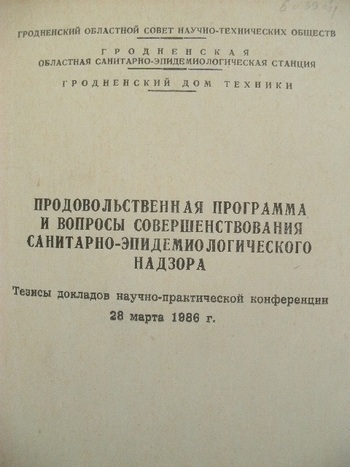 ГРОДНЕНСКИЙ ОБЛАСТНОЙ СОВЕТ НАУЧНО-ТЕХНИЧЕСКИХ ОБЩЕСТВ
ГРОДНЕНСКАЯ
ОБЛАСТНАЯ САНИТАРНО-ЭПИДЕМИОЛОГИЧЕСКАЯ СТАНЦИЯ
ГРОДНЕНСКИЙ ДОМ ТЕХНИКИ
ПРОДОВОЛЬСТВЕННАЯ ПРОГРАММА
И ВОПРОСЫ СОВЕРШЕНСТВОВАНИЯ
САНИТАРНО-ЭПИДЕМИОЛОГИЧЕСКОГО
НАДЗОРА
Тезисы докладов научно-практической конференции
28 марта 1986 г.